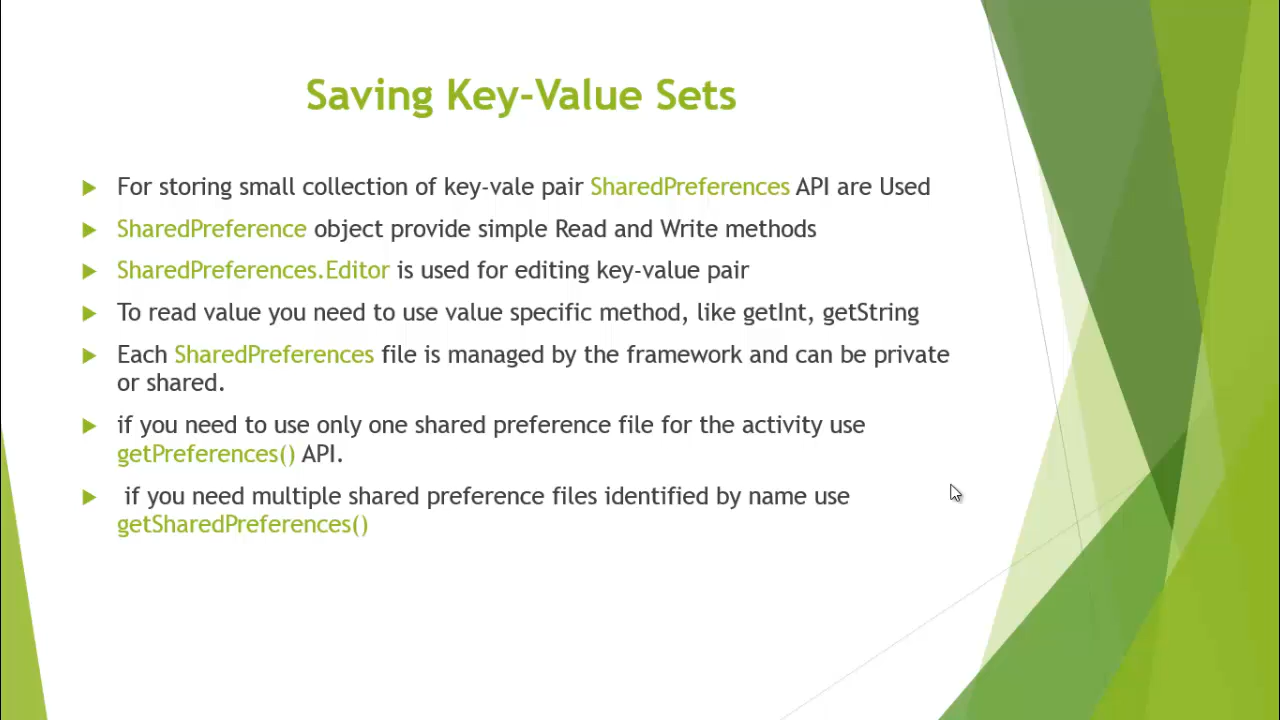 Saving Key-Value Sets
For storing small collection of key-vale pair SharedPreferences API are Used
SharedPreference object provide simple Read and Write methods
SharedPreferences.Editor is used for editing key-value pair
To read value you need to use value specific method, like getInt, getString
Each SharedPreferences file is managed by the framework and can be private
or shared.
if you need to use only one shared preference file for the activity use
getPreferences() API.
if you need multiple shared preference files identified by name use
getSharedPreferences()